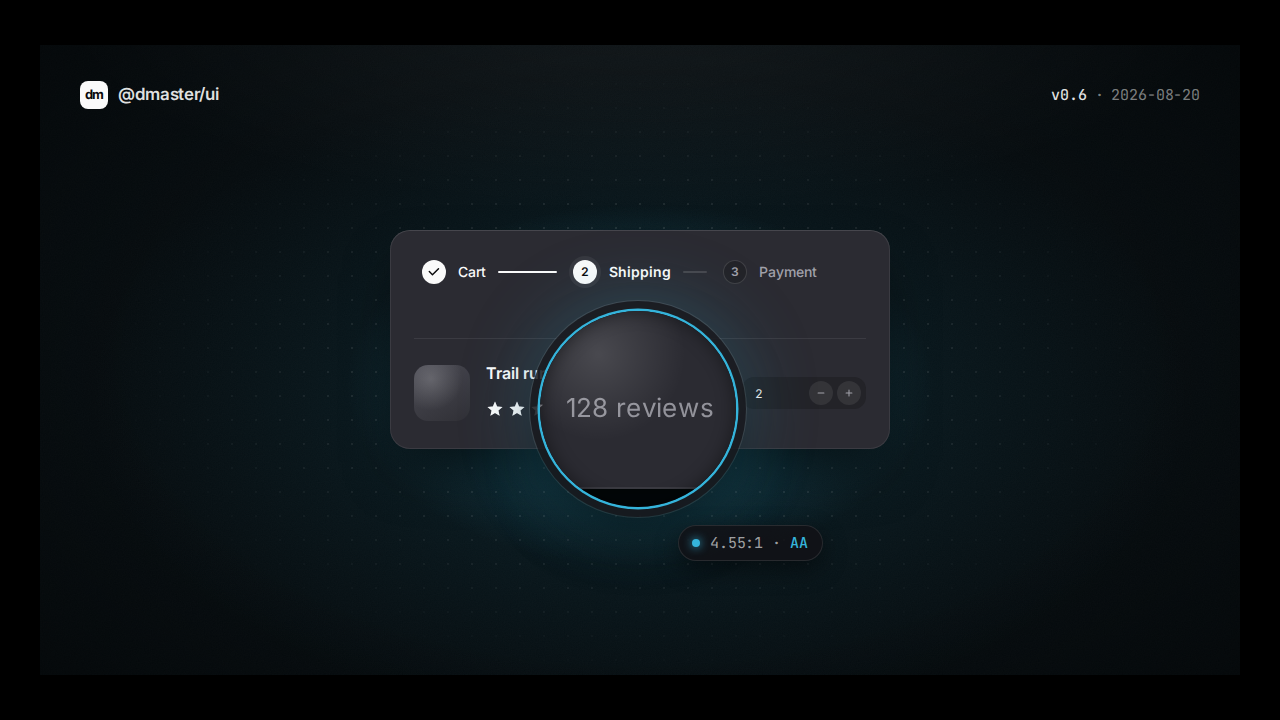 dm @dmaster/ui
v0.6 · 2026-08-20
Cart
2 Shipping
3 Payment
Trail
128 reviews
2
4.55:1 · AA